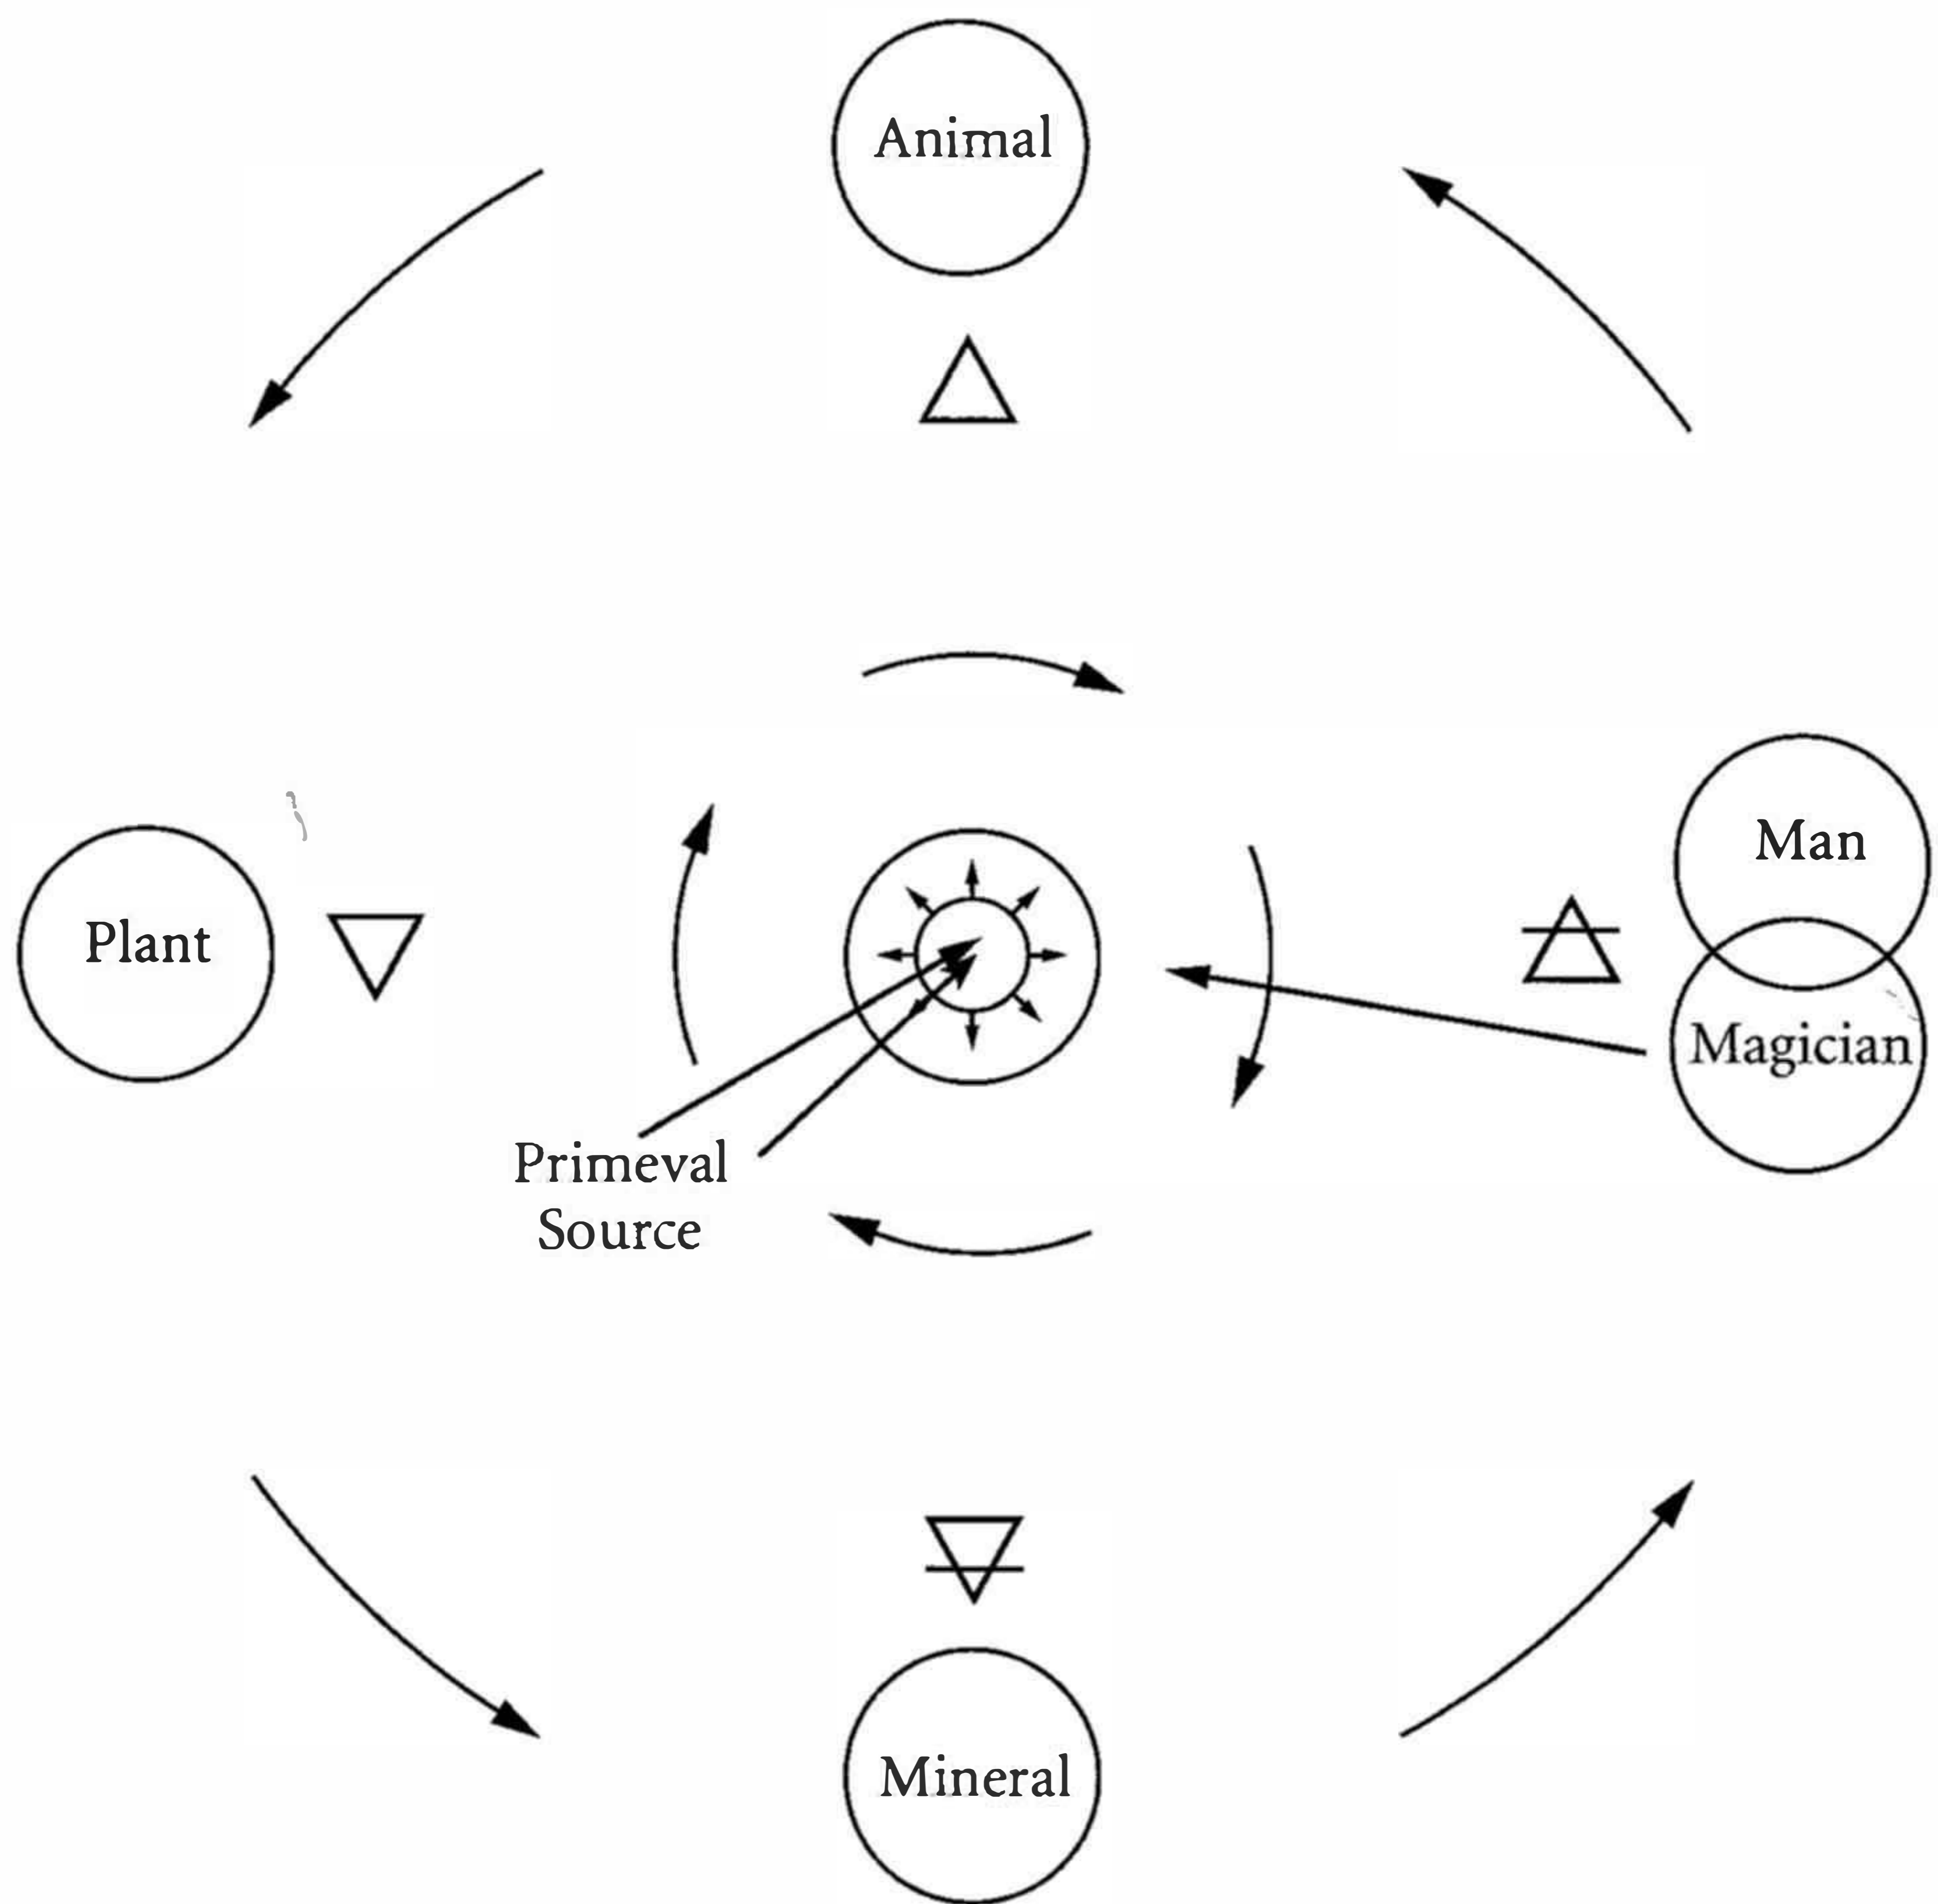 Animal
Plant
Man
Magician
Primeval
Source
Mineral